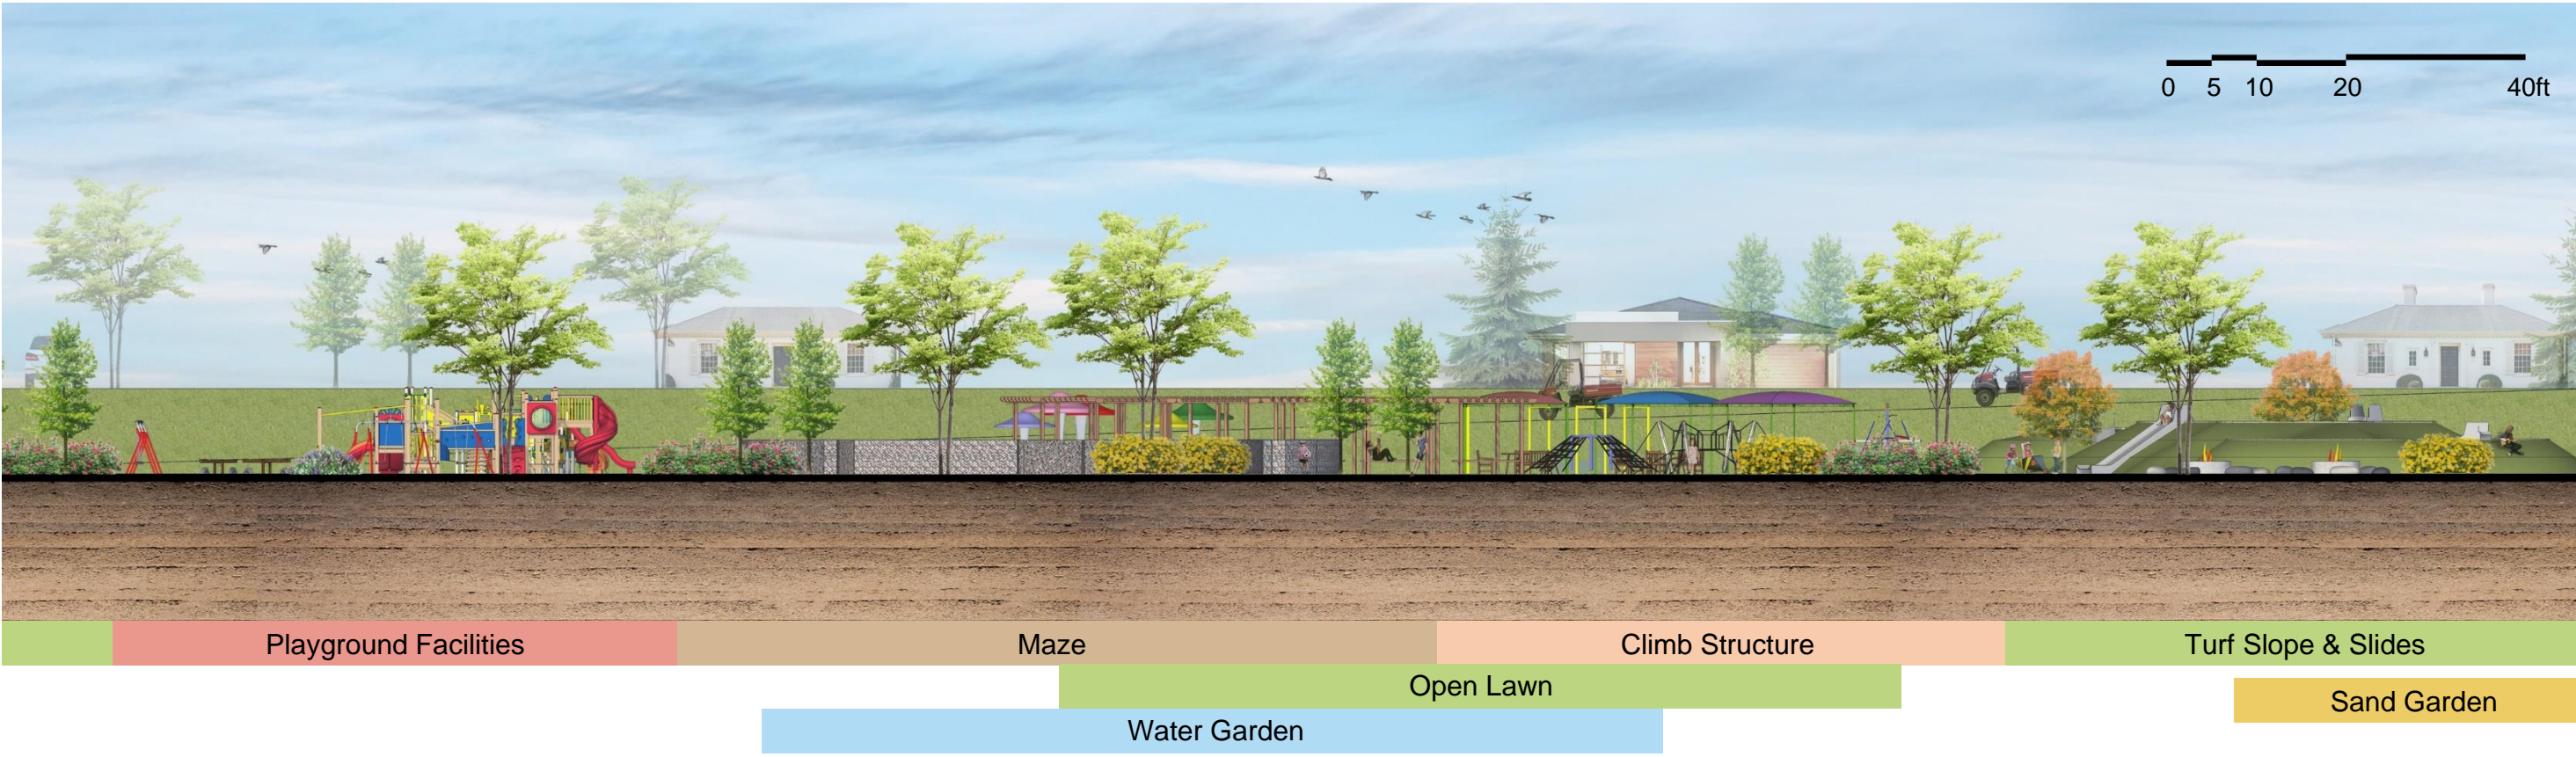 0 5 10 20 40ft
Playground Facilities Maze Climb Structure Turf Slope & Slides
Open Lawn
Sand Garden
Water Garden